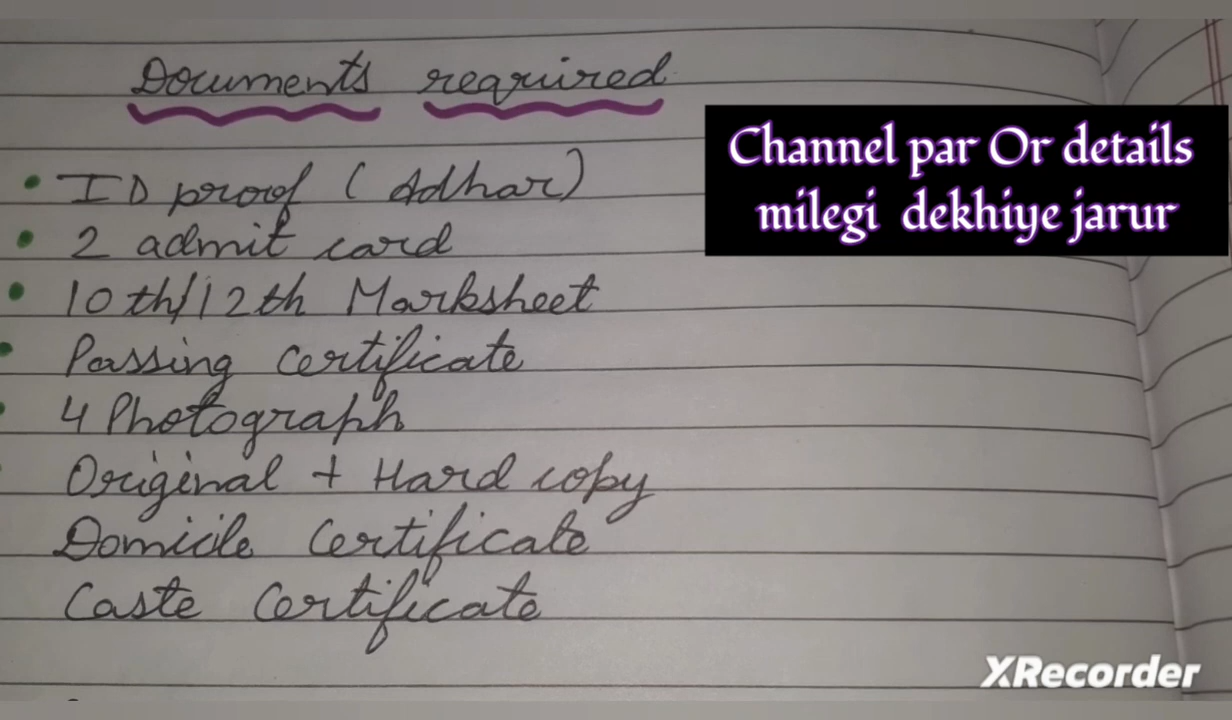 Documents required
Channel par Or details
milegi dekhiye jarur
• ID proof ( Adhar)
• 2 admit card
• 10th/12th Marksheet
• Passing Certificate
• 4 Photograph
Original + Hard copy
Domicile Certificate
Caste Certificate
XRecorder